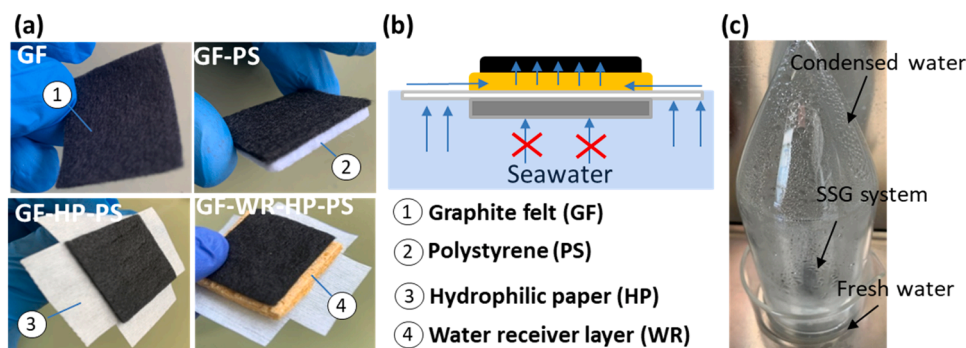 (a)
GF
1
GF-PS
2
GF-HP-PS
3
GF-WR-HP-PS
4
(b)
Seawater
1 Graphite felt (GF)
2 Polystyrene (PS)
3 Hydrophilic paper (HP)
4 Water receiver layer (WR)
(c)
Condensed water
SSG system
Fresh water